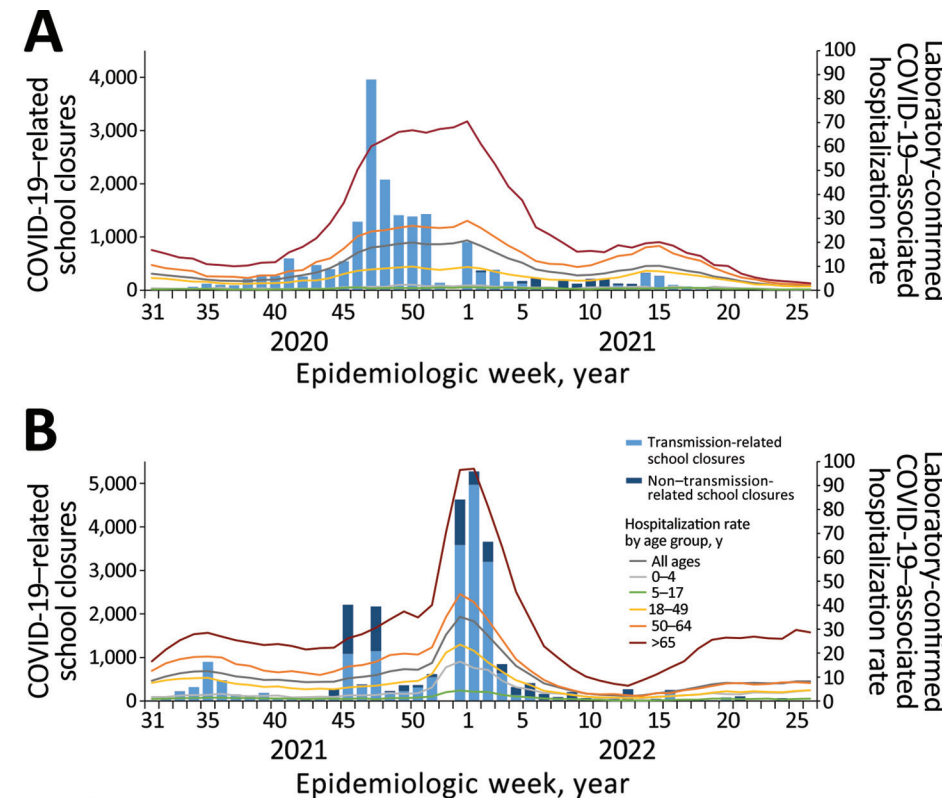 A
COVID-19–related
school closures
4,000
3,000
2,000
1,000
0
100
90
80
70
60
50
40
30
20
10
0
Laboratory-confirmed
COVID-19–associated
hospitalization rate
31 35 40 45 50 1 5 10 15 20 25
2020 2021
Epidemiologic week, year
B
COVID-19–related
school closures
5,000
4,000
3,000
2,000
1,000
0
Transmission-related
school closures
Non–transmission-
related school closures
Hospitalization rate
by age group, y
All ages
0–4
5–17
18–49
50–64
>65
100
90
80
70
60
50
40
30
20
10
0
Laboratory-confirmed
COVID-19–associated
hospitalization rate
31 35 40 45 50 1 5 10 15 20 25
2021 2022
Epidemiologic week, year